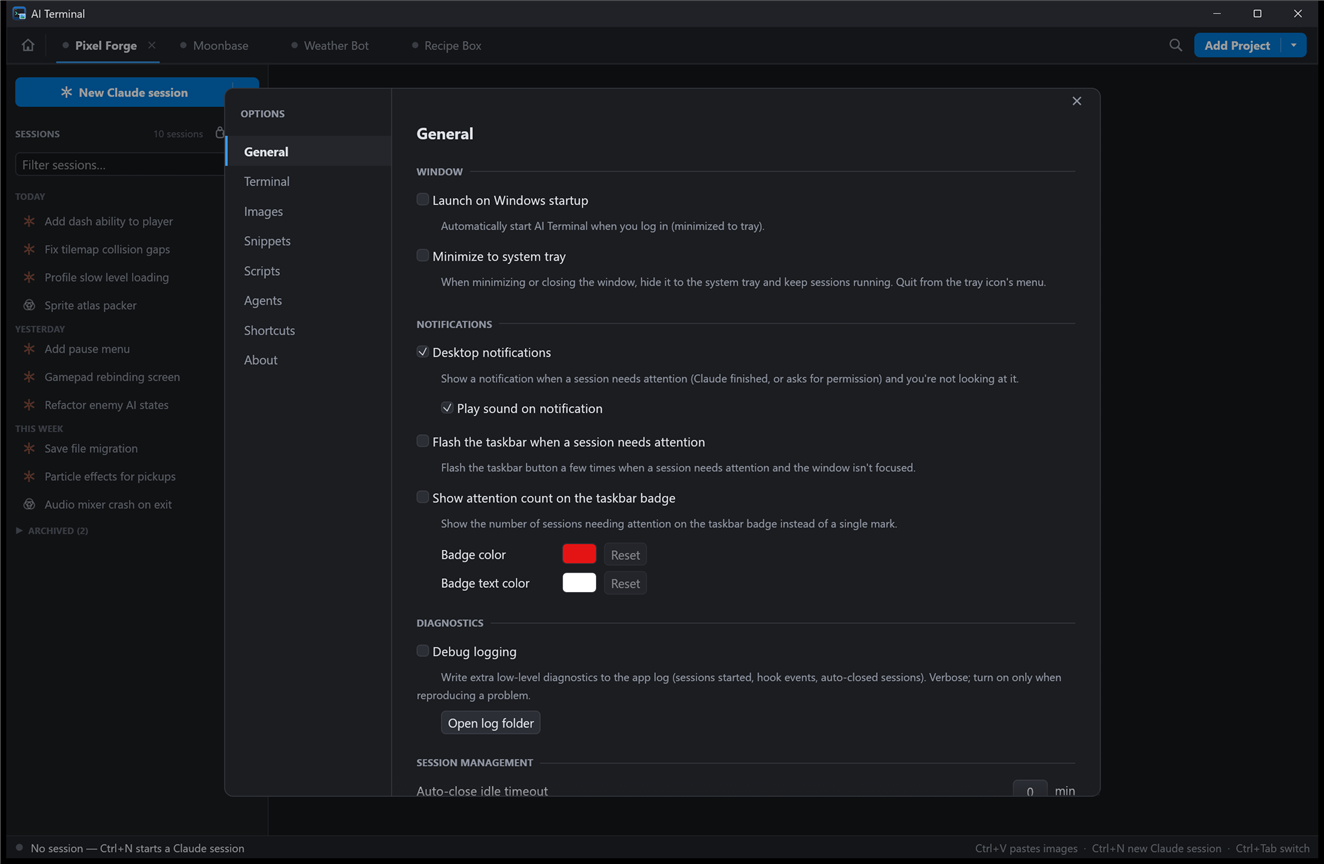 AI Terminal
Pixel Forge
Moonbase
Weather Bot
Recipe Box
Add Project
New Claude session
SESSIONS
10 sessions
Filter sessions...
TODAY
Add dash ability to player
Fix tilemap collision gaps
Profile slow level loading
Sprite atlas packer
YESTERDAY
Add pause menu
Gamepad rebinding screen
Refactor enemy AI states
THIS WEEK
Save file migration
Particle effects for pickups
Audio mixer crash on exit
ARCHIVED (2)
OPTIONS
General
Terminal
Images
Snippets
Scripts
Agents
Shortcuts
About
General
WINDOW
Launch on Windows startup
Automatically start AI Terminal when you log in (minimized to tray).
Minimize to system tray
When minimizing or closing the window, hide it to the system tray and keep sessions running. Quit from the tray icon's menu.
NOTIFICATIONS
Desktop notifications
Show a notification when a session needs attention (Claude finished, or asks for permission) and you're not looking at it.
Play sound on notification
Flash the taskbar when a session needs attention
Flash the taskbar button a few times when a session needs attention and the window isn't focused.
Show attention count on the taskbar badge
Show the number of sessions needing attention on the taskbar badge instead of a single mark.
Badge color
Reset
Badge text color
Reset
DIAGNOSTICS
Debug logging
Write extra low-level diagnostics to the app log (sessions started, hook events, auto-closed sessions). Verbose; turn on only when
reproducing a problem.
Open log folder
SESSION MANAGEMENT
Auto-close idle timeout
0
min
No session — Ctrl+N starts a Claude session
Ctrl+V pastes images · Ctrl+N new Claude session · Ctrl+Tab switch